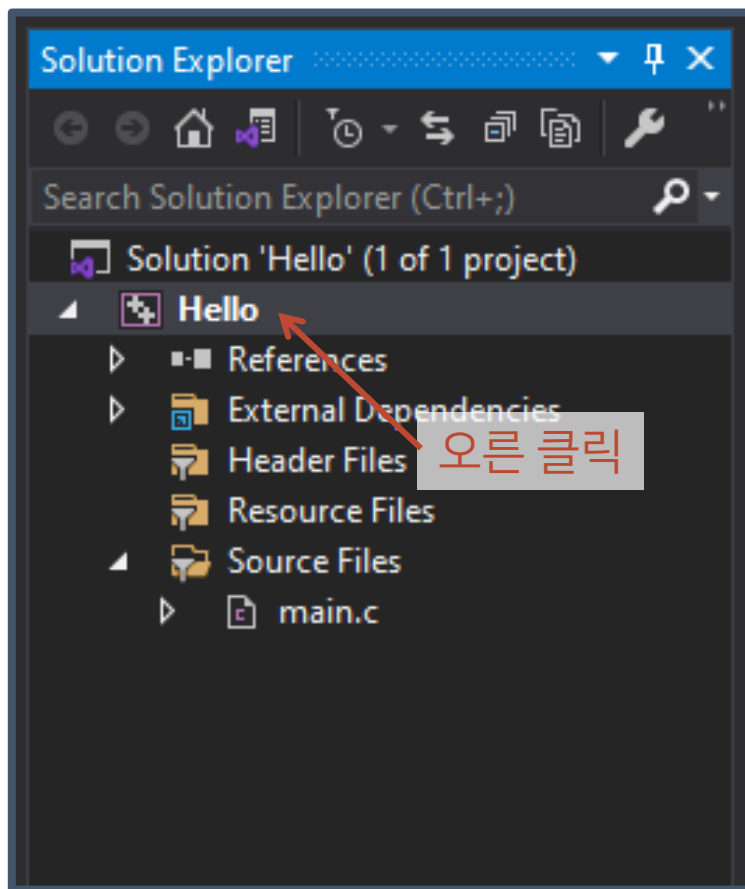 Solution Explorer
Search Solution Explorer (Ctrl+;)
Solution 'Hello' (1 of 1 project)
Hello
References
External Dependencies
Header Files
오른 클릭
Resource Files
Source Files
main.c